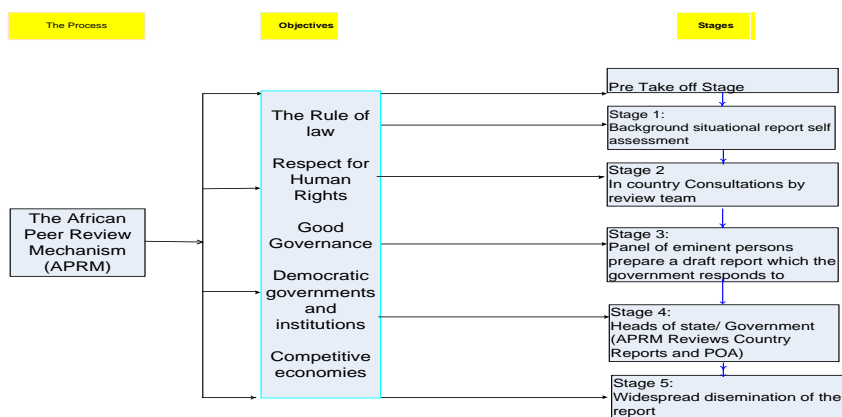 The Process
Objectives
Stages
The African
Peer Review
Mechanism
(APRM)
The Rule of
law
Respect for
Human
Rights
Good
Governance
Democratic
governments
and
institutions
Competitive
economies
Pre Take off Stage
Stage 1:
Background situational report self
assessment
Stage 2
In country Consultations by
review team
Stage 3:
Panel of eminent persons
prepare a draft report which the
government responds to
Stage 4:
Heads of state/ Government
(APRM Reviews Country
Reports and POA)
Stage 5:
Widespread disemination of the
report